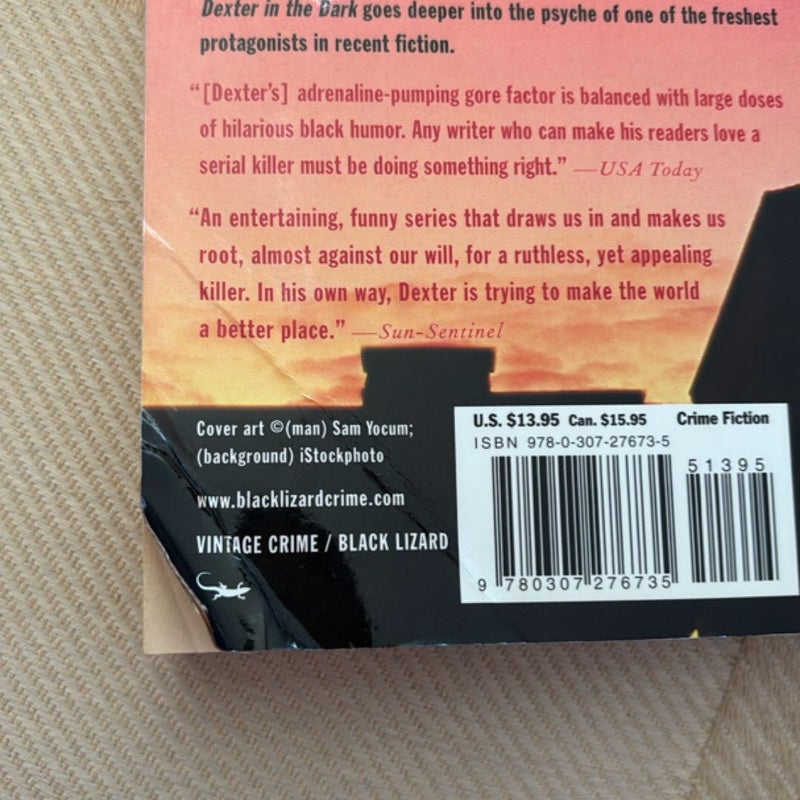 Dexter in the Dark goes deeper into the psyche of one of the freshest
protagonists in recent fiction.
“[Dexter's] adrenaline-pumping gore factor is balanced with large doses
of hilarious black humor. Any writer who can make his readers love a
serial killer must be doing something right.” —USA Today
“An entertaining, funny series that draws us in and makes us
root, almost against our will, for a ruthless, yet appealing
killer. In his own way, Dexter is trying to make the world
a better place.” —Sun-Sentinel
Cover art ©(man) Sam Yocum;
(background) iStockphoto
www.blacklizardcrime.com
VINTAGE CRIME / BLACK LIZARD
U.S. $13.95 Can. $15.95 Crime Fiction
ISBN 978-0-307-27673-5
51395
9 780307 276735